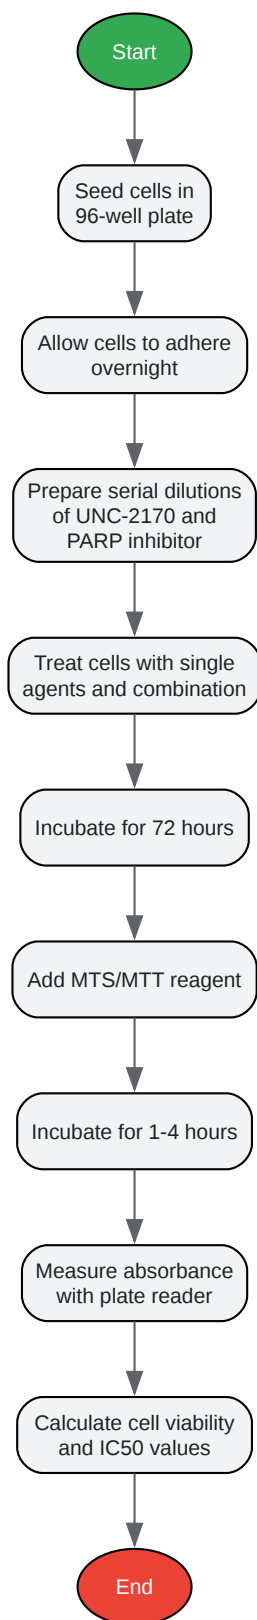 Start
Seed cells in
96-well plate
Allow cells to adhere
overnight
Prepare serial dilutions
of UNC-2170 and
PARP inhibitor
Treat cells with single
agents and combination
Incubate for 72 hours
Add MTS/MTT reagent
Incubate for 1-4 hours
Measure absorbance
with plate reader
Calculate cell viability
and IC50 values
End